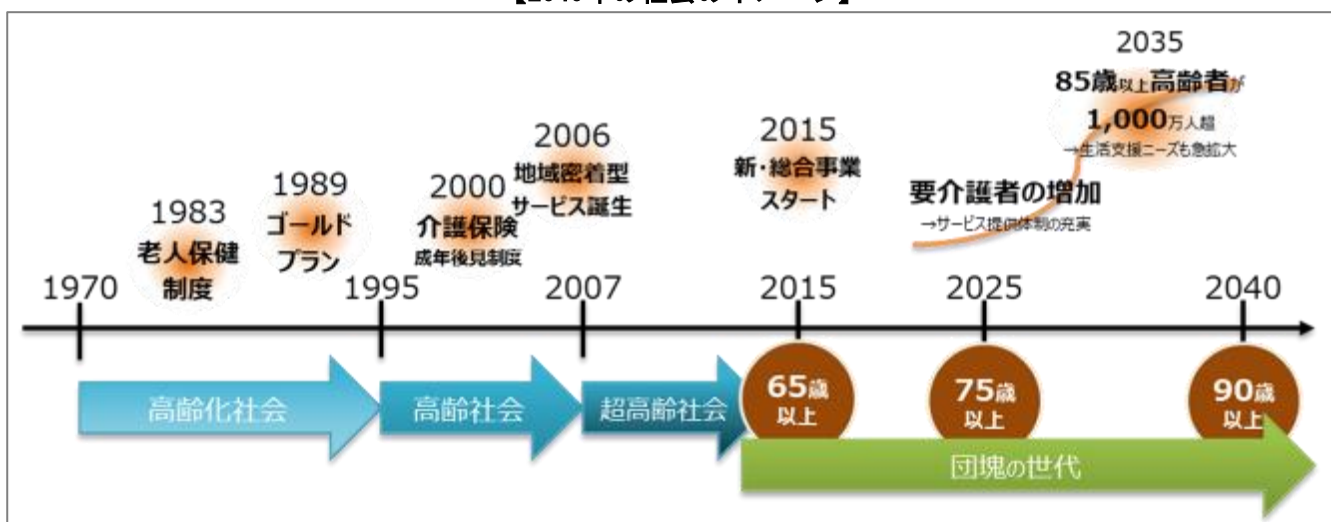 2035
85歳以上高齢者が
1,000万人超
→生活支援ニーズも急拡大
2006
地域密着型
サービス誕生
2015
新・総合事業
スタート
1989
ゴールド
プラン
2000
介護保険
成年後見制度
要介護者の増加
→サービス提供体制の充実
1983
老人保健
制度
1970
1995
2007
2015
2025
2040
高齢化社会
高齢社会
超高齢社会
65歳
以上
75歳
以上
90歳
以上
団塊の世代